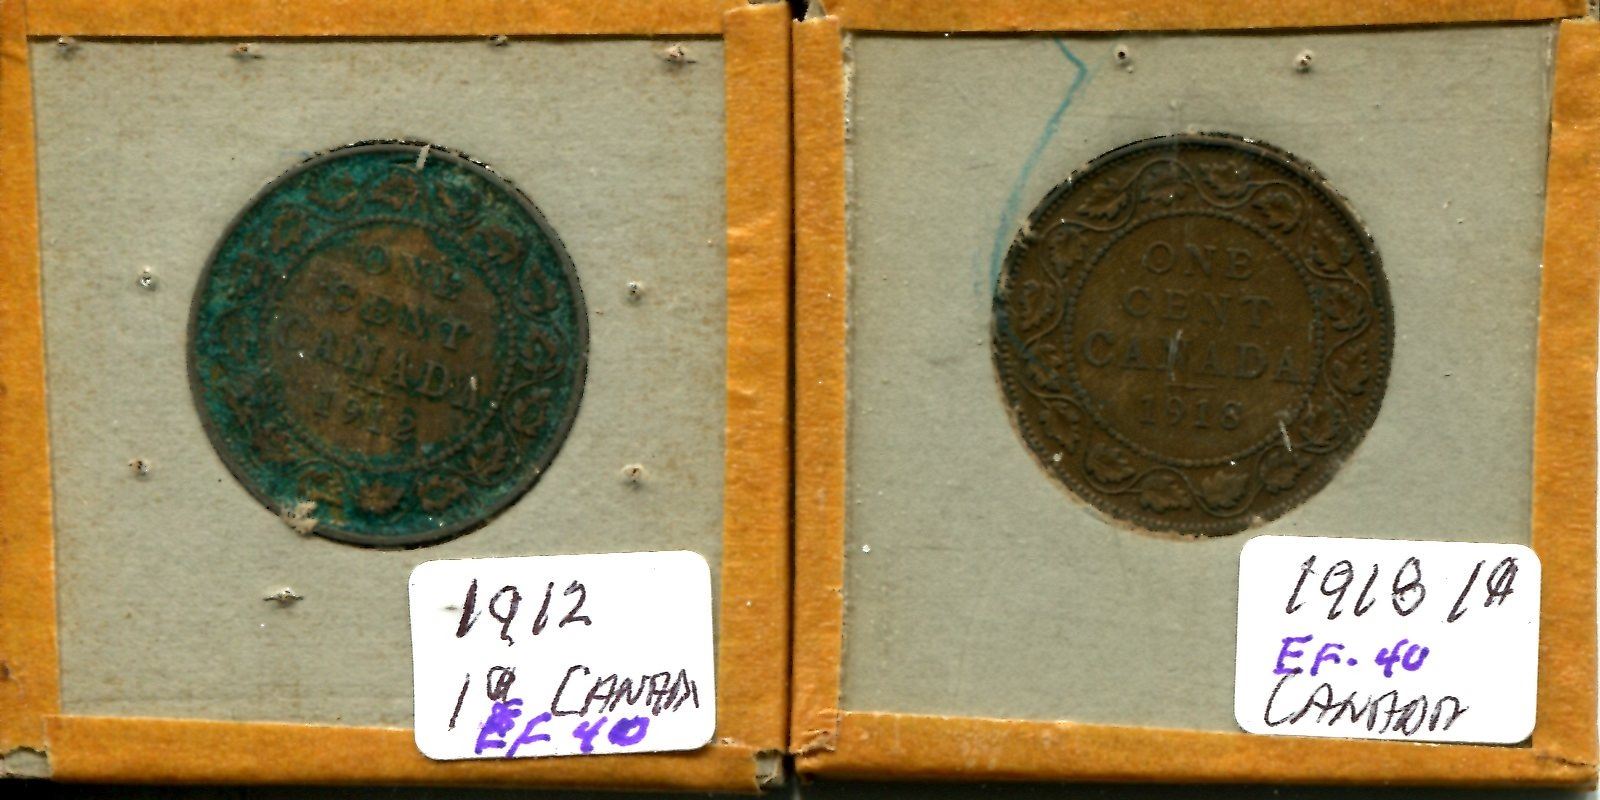 ONE
CENT
CANADA
1912
1912
1¢ CANADA
EF 40
ONE
CENT
CANADA
1918
1918 1¢
EF-40
CANADA